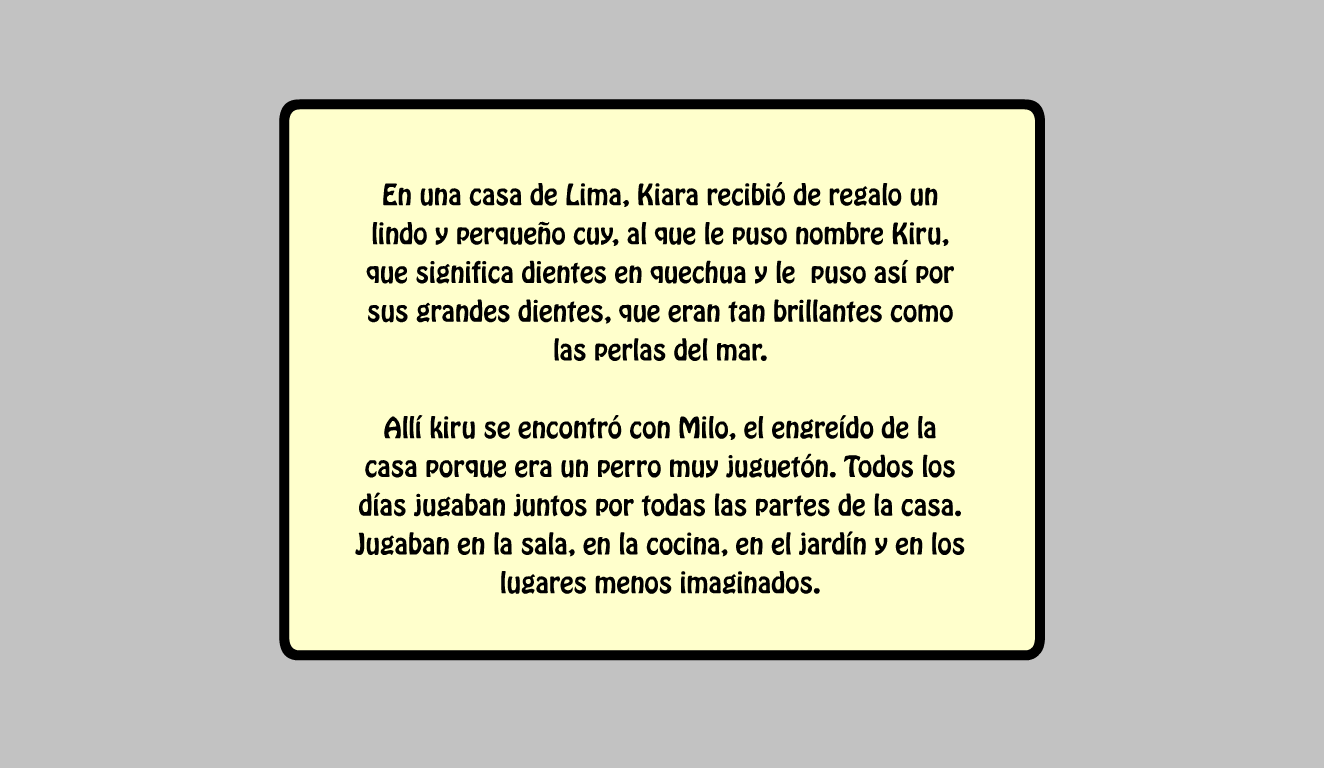 En una casa de Lima, Kiara recibió de regalo un
lindo y perqueño cuy, al que le puso nombre Kiru,
que significa dientes en quechua y le  puso así por
sus grandes dientes, que eran tan brillantes como
las perlas del mar.
Allí kiru se encontró con Milo, el engreído de la
casa porque era un perro muy juguetón. Todos los
días jugaban juntos por todas las partes de la casa.
Jugaban en la sala, en la cocina, en el jardín y en los
lugares menos imaginados.